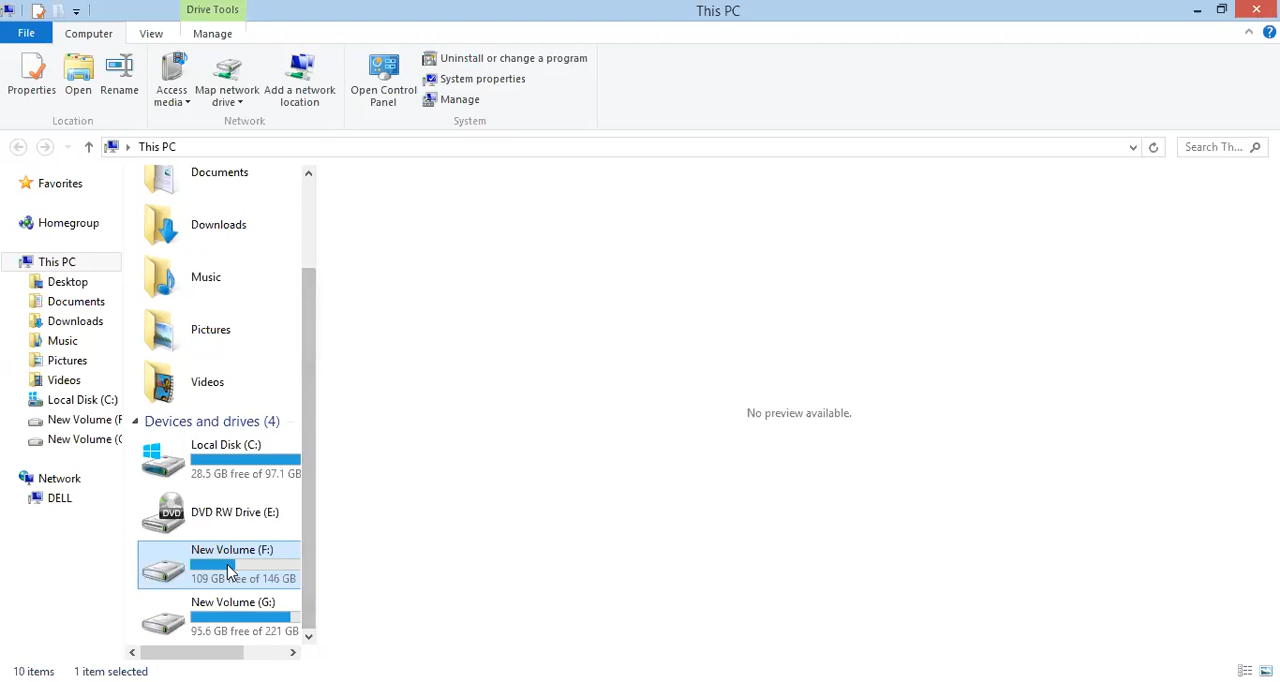 Drive Tools
This PC
File
Computer
View
Manage
Properties
Open
Rename
Access media
Map network drive
Add a network location
Open Control Panel
Uninstall or change a program
System properties
Manage
Location
Network
System
This PC
Search Th...
Favorites
Homegroup
This PC
Desktop
Documents
Downloads
Music
Pictures
Videos
Local Disk (C:)
New Volume (F
New Volume (G
Network
DELL
Documents
Downloads
Music
Pictures
Videos
Devices and drives (4)
Local Disk (C:)
28.5 GB free of 97.1 GB
DVD
DVD RW Drive (E:)
New Volume (F:)
109 GB free of 146 GB
New Volume (G:)
95.6 GB free of 221 GB
No preview available.
10 items
1 item selected